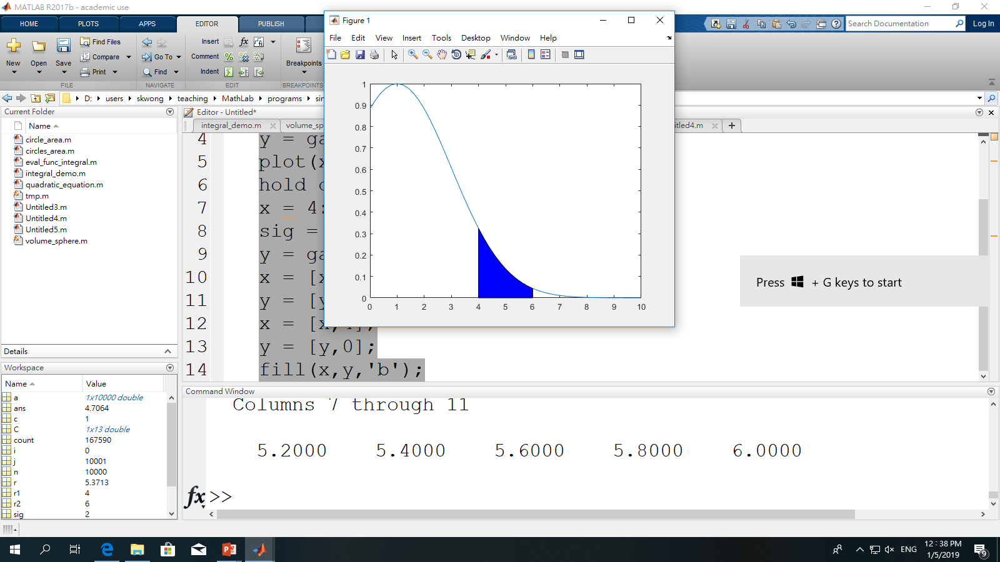 MATLAB R2017b - academic use
HOME
PLOTS
APPS
EDITOR
PUBLISH
Search Documentation
Log In
New
Open
Save
Find Files
Compare
Print
Go To
Find
Insert
fx
Comment
Indent
Breakpoints
FILE
NAVIGATE
EDIT
BREAKPOINTS
D:
users
skwong
teaching
MathLab
programs
Current Folder
Name
circle_area.m
circles_area.m
eval_func_integral.m
integral_demo.m
quadratic_equation.m
tmp.m
Untitled3.m
Untitled4.m
Untitled5.m
volume_sphere.m
Details
Workspace
Name Value
a 1x10000 double
ans 4.7064
c 1
C 1x13 double
count 167590
i 0
j 10001
n 10000
r 5.3713
r1 4
r2 6
sig 2
Editor - Untitled*
integral_demo.m
volume_sp
titled4.m
4 y = ga
5 plot(x
6 hold o
7 x = 4:
8 sig =
9 y = ga
10 x = [x
11 y = [y
12 x = [x,4];
13 y = [y,0];
14 fill(x,y,'b');
Figure 1
File Edit View Insert Tools Desktop Window Help
1
0.9
0.8
0.7
0.6
0.5
0.4
0.3
0.2
0.1
0
0 1 2 3 4 5 6 7 8 9 10
Press + G keys to start
Command Window
Columns 7 through 11
5.2000 5.4000 5.6000 5.8000 6.0000
fx >>
ENG
12:38 PM
1/5/2019
9